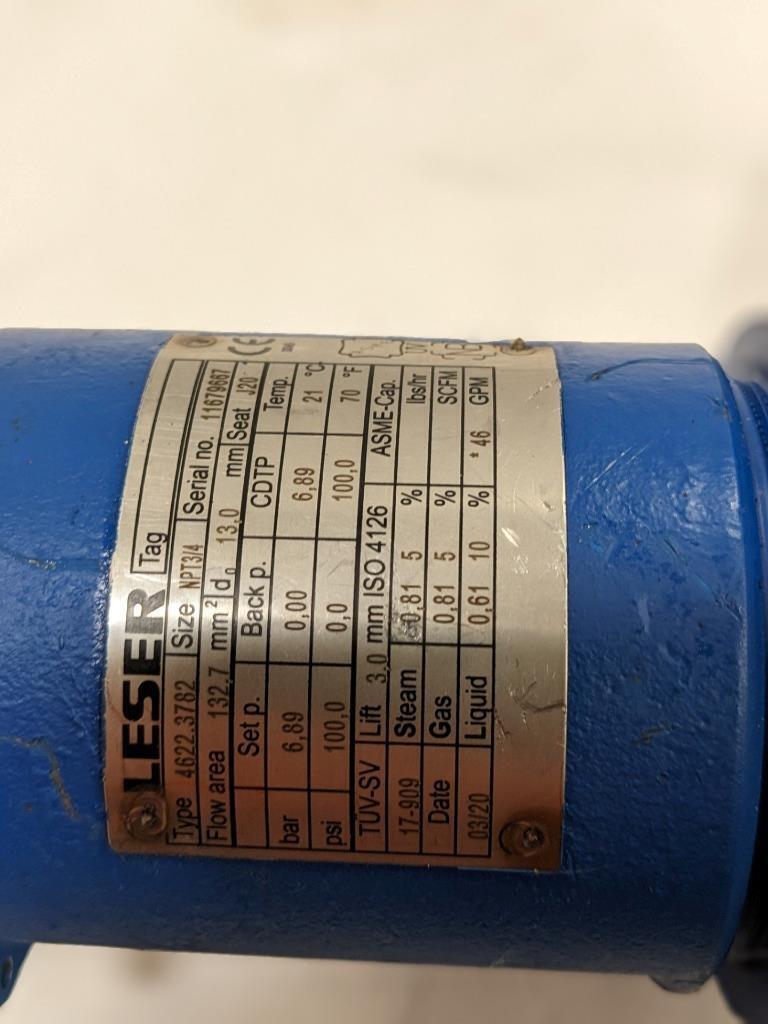 LESER Tag
Type 4622.3782 Size NPT3/4 Serial no. 11679687
Flow area 132,7 mm² d₀ 13,0 mm Seat J20 CE
Set p. Back p. CDTP Temp.
bar 6,89 0,00 6,89 21 °C
psi 100,0 0,0 100,0 70 °F
TÜV-SV Lift 3,0 mm ISO 4126 ASME-Cap.
17-909 Steam 0,81 5 % lbs/hr
Date Gas 0,81 5 % SCFM
03/20 Liquid 0,61 10 % * 46 GPM